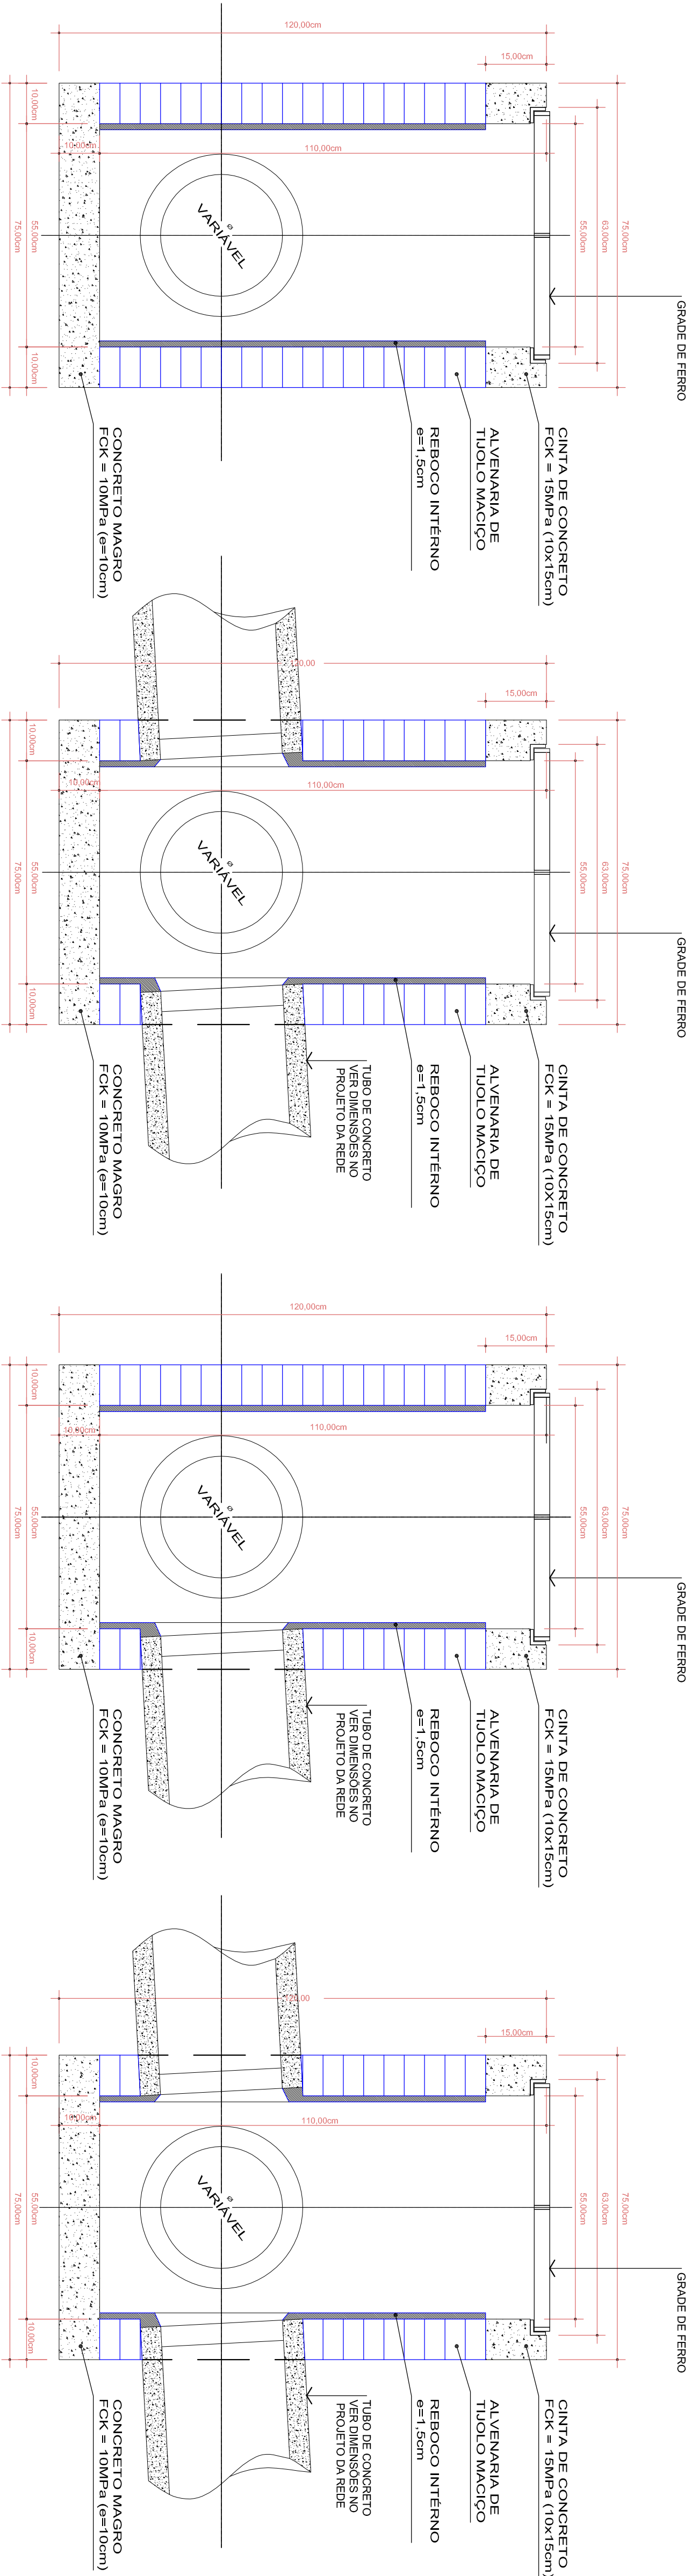 120,00cm
15,00cm
75,00cm
63,00cm
55,00cm
GRADE DE FERRO
10,00cm
110,00cm
10,00cm
Ø
VARIÁVEL
10,00cm
55,00cm
10,00cm
75,00cm
CINTA DE CONCRETO
FCK = 15MPa (10x15cm)
ALVENARIA DE
TIJOLO MACIÇO
REBOCO INTÉRNO
e=1,5cm
CONCRETO MAGRO
FCK = 10MPa (e=10cm)
120,00
15,00cm
75,00cm
63,00cm
55,00cm
GRADE DE FERRO
110,00cm
10,00cm
Ø
VARIÁVEL
10,00cm
55,00cm
10,00cm
75,00cm
CINTA DE CONCRETO
FCK = 15MPa (10X15cm)
ALVENARIA DE
TIJOLO MACIÇO
REBOCO INTÉRNO
e=1,5cm
TUBO DE CONCRETO
VER DIMENSÕES NO
PROJETO DA REDE
CONCRETO MAGRO
FCK = 10MPa (e=10cm)
120,00cm
15,00cm
75,00cm
63,00cm
55,00cm
GRADE DE FERRO
110,00cm
10,00cm
Ø
VARIÁVEL
10,00cm
55,00cm
10,00cm
75,00cm
CINTA DE CONCRETO
FCK = 15MPa (10x15cm)
ALVENARIA DE
TIJOLO MACIÇO
REBOCO INTÉRNO
e=1,5cm
TUBO DE CONCRETO
VER DIMENSÕES NO
PROJETO DA REDE
CONCRETO MAGRO
FCK = 10MPa (e=10cm)
120,00
15,00cm
75,00cm
63,00cm
55,00cm
GRADE DE FERRO
110,00cm
10,00cm
Ø
VARIÁVEL
10,00cm
55,00cm
10,00cm
75,00cm
CINTA DE CONCRETO
FCK = 15MPa (10x15cm)
ALVENARIA DE
TIJOLO MACIÇO
REBOCO INTÉRNO
e=1,5cm
TUBO DE CONCRETO
VER DIMENSÕES NO
PROJETO DA REDE
CONCRETO MAGRO
FCK = 10MPa (e=10cm)